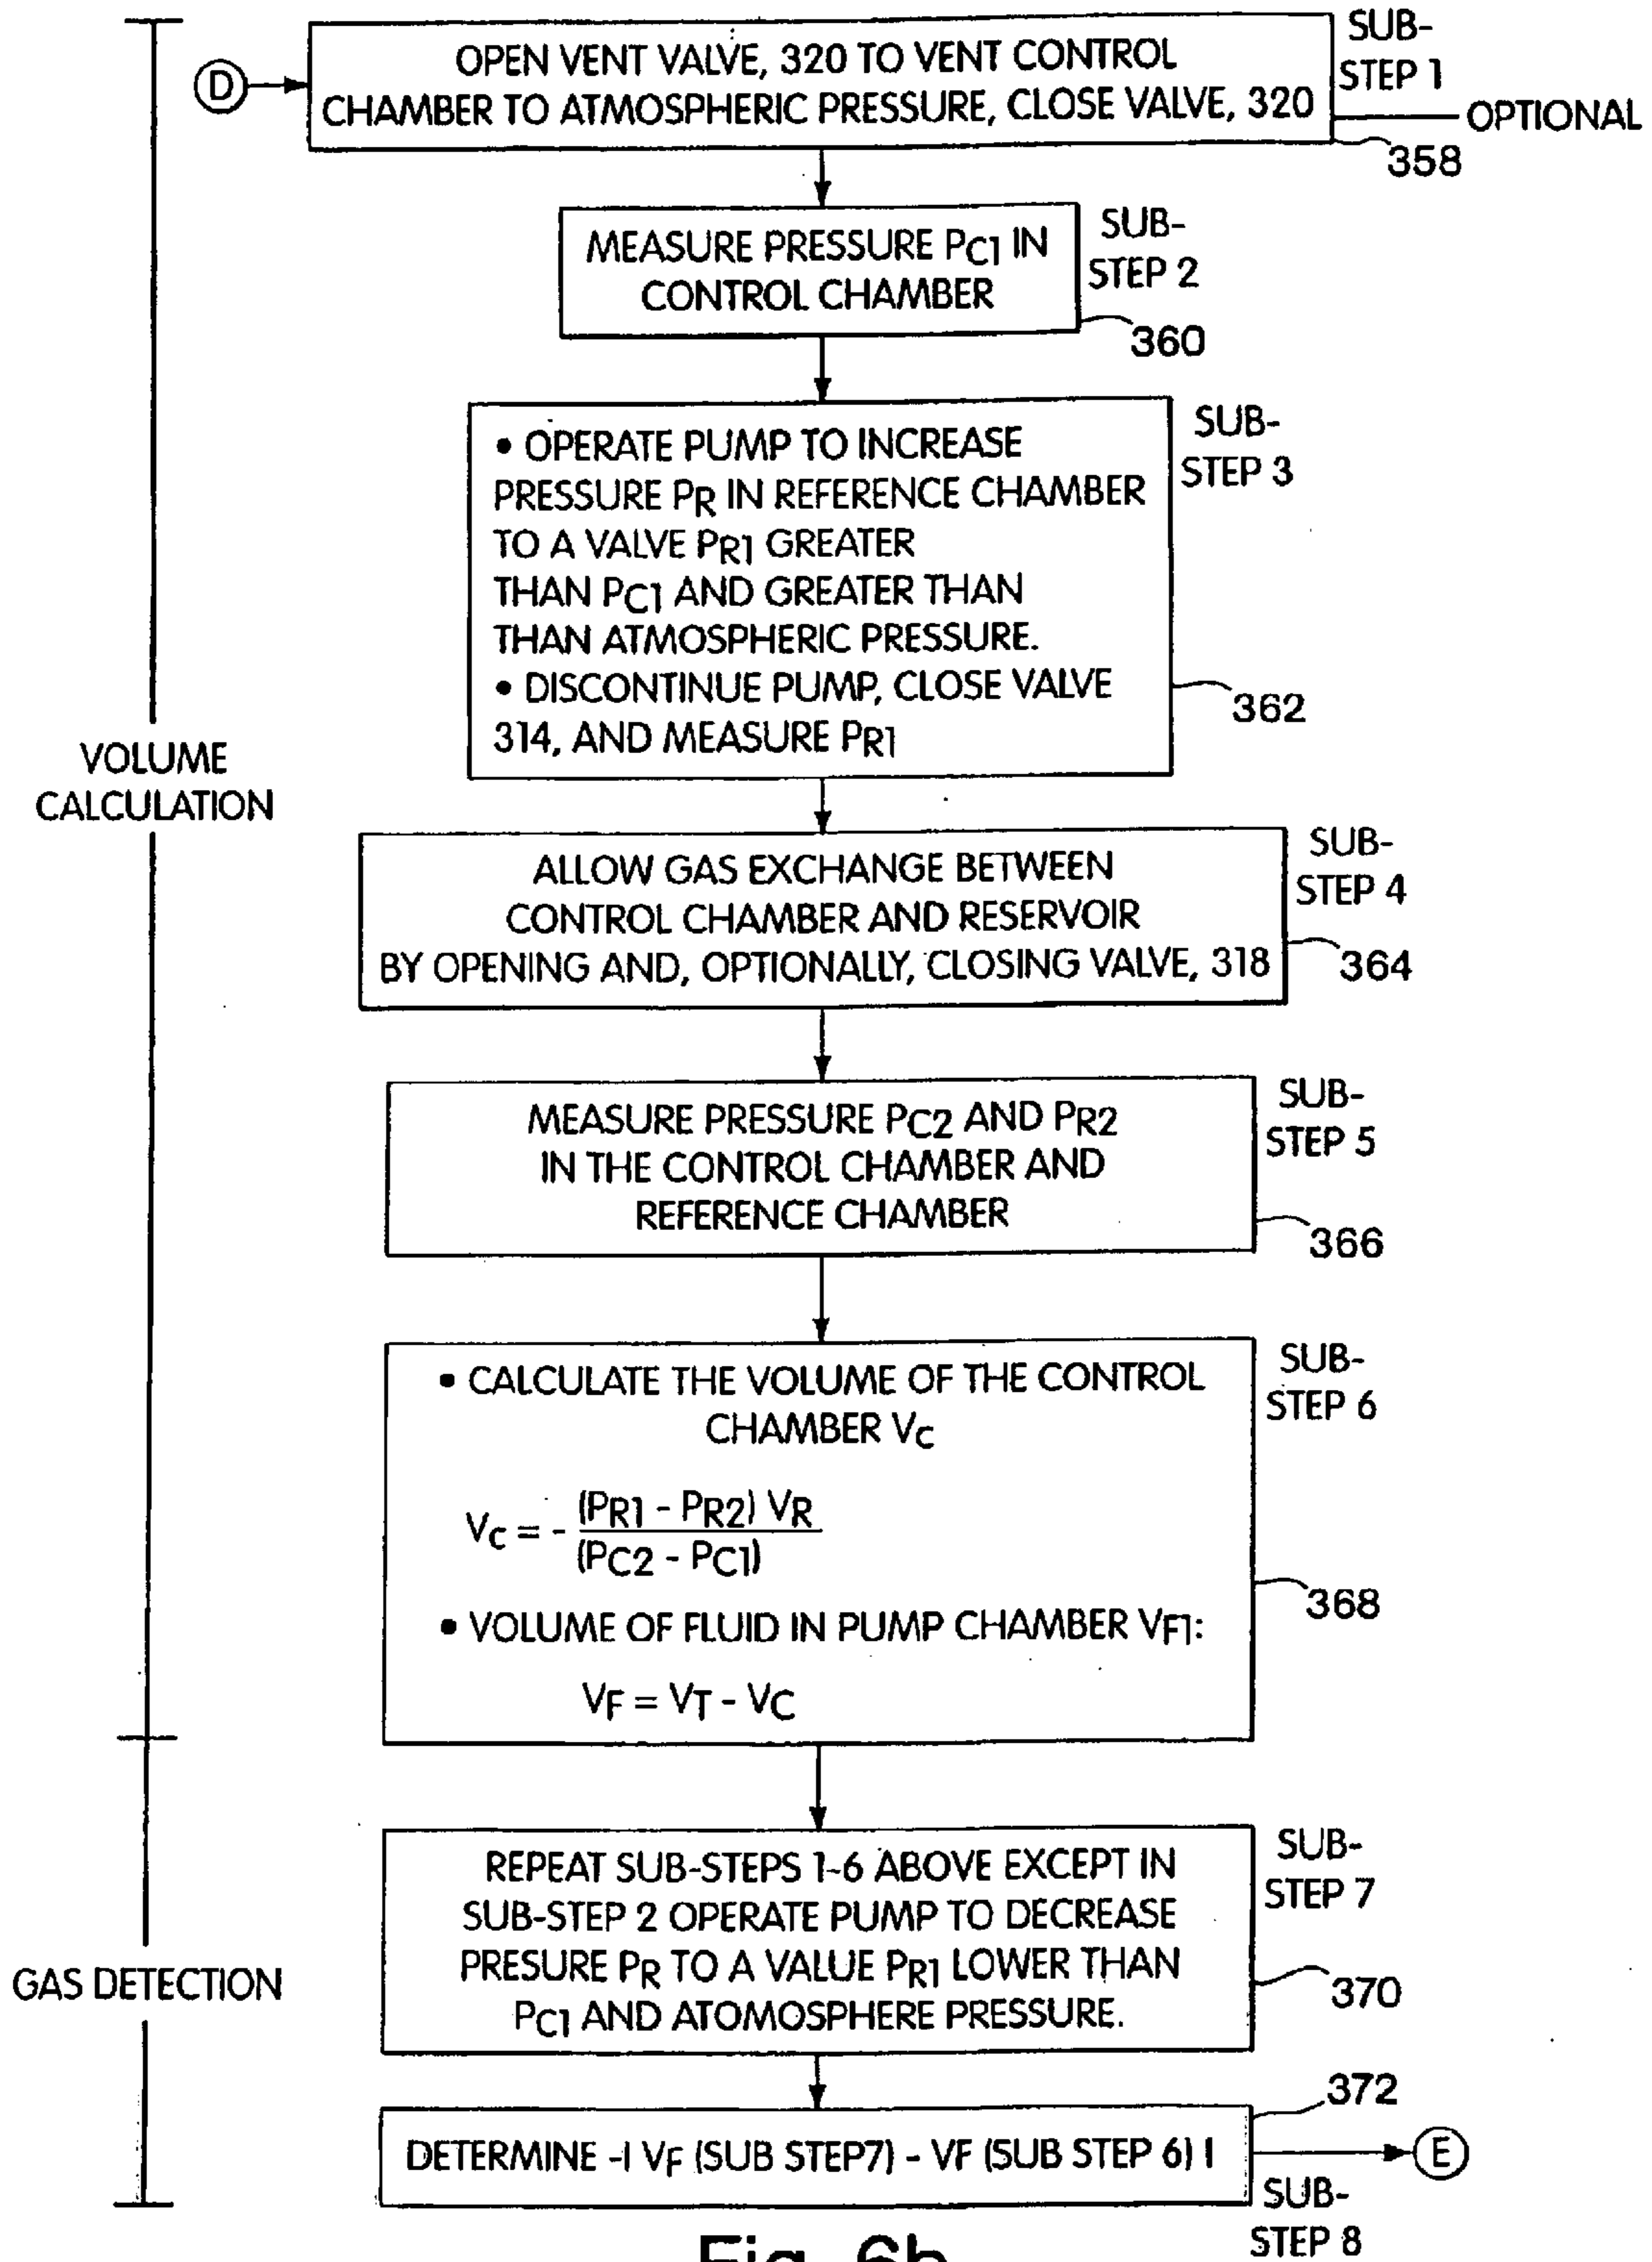 D
OPEN VENT VALVE, 320 TO VENT CONTROL
CHAMBER TO ATMOSPHERIC PRESSURE, CLOSE VALVE, 320
SUB-
STEP 1
OPTIONAL
358
MEASURE PRESSURE PC1 IN
CONTROL CHAMBER
SUB-
STEP 2
360
• OPERATE PUMP TO INCREASE
PRESSURE PR IN REFERENCE CHAMBER
TO A VALVE PR1 GREATER
THAN PC1 AND GREATER THAN
THAN ATMOSPHERIC PRESSURE.
• DISCONTINUE PUMP, CLOSE VALVE
314, AND MEASURE PR1
SUB-
STEP 3
362
VOLUME
CALCULATION
ALLOW GAS EXCHANGE BETWEEN
CONTROL CHAMBER AND RESERVOIR
BY OPENING AND, OPTIONALLY, CLOSING VALVE, 318
SUB-
STEP 4
364
MEASURE PRESSURE PC2 AND PR2
IN THE CONTROL CHAMBER AND
REFERENCE CHAMBER
SUB-
STEP 5
366
• CALCULATE THE VOLUME OF THE CONTROL
CHAMBER VC
VC = - (PR1 - PR2) VR
(PC2 - PC1)
• VOLUME OF FLUID IN PUMP CHAMBER VF1:
VF = VT - VC
SUB-
STEP 6
368
REPEAT SUB-STEPS 1-6 ABOVE EXCEPT IN
SUB-STEP 2 OPERATE PUMP TO DECREASE
PRESURE PR TO A VALUE PR1 LOWER THAN
PC1 AND ATOMOSPHERE PRESSURE.
SUB-
STEP 7
370
GAS DETECTION
DETERMINE -I VF (SUB STEP7) - VF (SUB STEP 6) I
372
E
SUB-
STEP 8
Fig. 6b